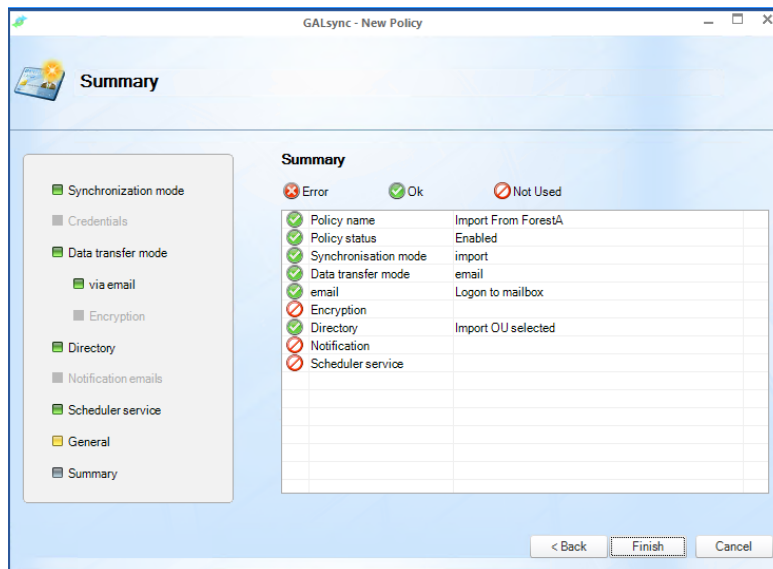 GALsync - New Policy
Summary
Synchronization mode
Credentials
Data transfer mode
via email
Encryption
Directory
Notification emails
Scheduler service
General
Summary
Summary
Error Ok Not Used
Policy name Import From ForestA
Policy status Enabled
Synchronisation mode import
Data transfer mode email
email Logon to mailbox
Encryption
Directory Import OU selected
Notification
Scheduler service
< Back Finish Cancel